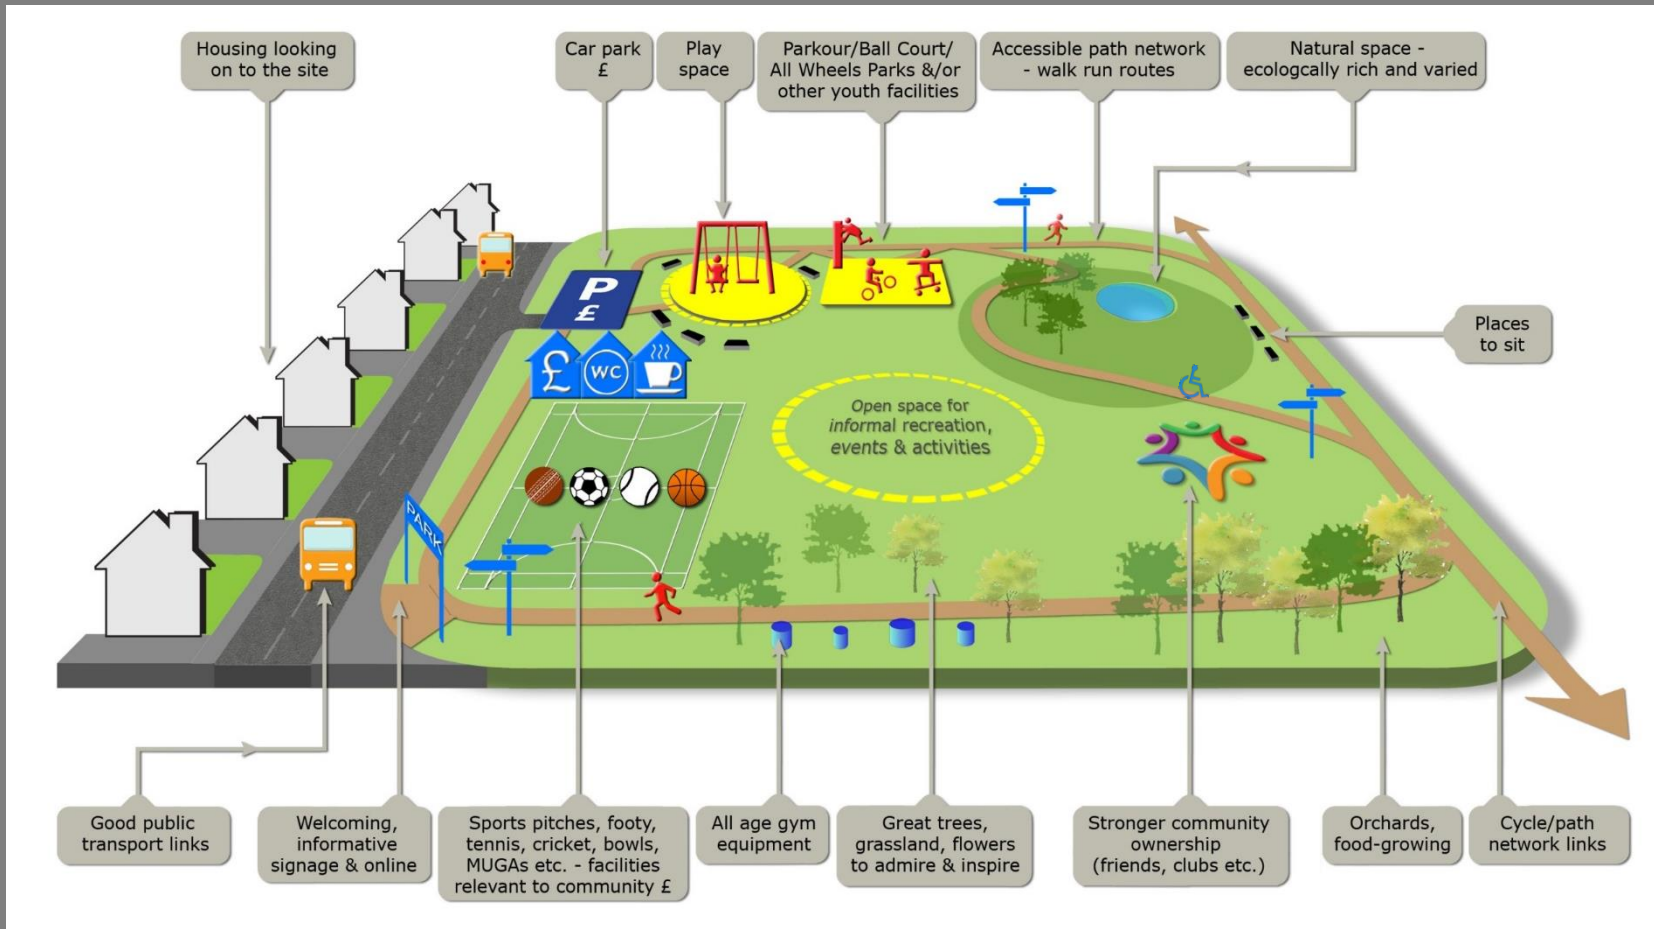 Housing looking
on to the site
Car park
£
Play
space
Parkour/Ball Court/
All Wheels Parks &/or
other youth facilities
Accessible path network
- walk run routes
Natural space -
ecologcally rich and varied
P
£
£
WC
Places
to sit
Open space for
informal recreation,
events & activities
PARK
Good public
transport links
Welcoming,
informative
signage & online
Sports pitches, footy,
tennis, cricket, bowls,
MUGAs etc. - facilities
relevant to community £
All age gym
equipment
Great trees,
grassland, flowers
to admire & inspire
Stronger community
ownership
(friends, clubs etc.)
Orchards,
food-growing
Cycle/path
network links